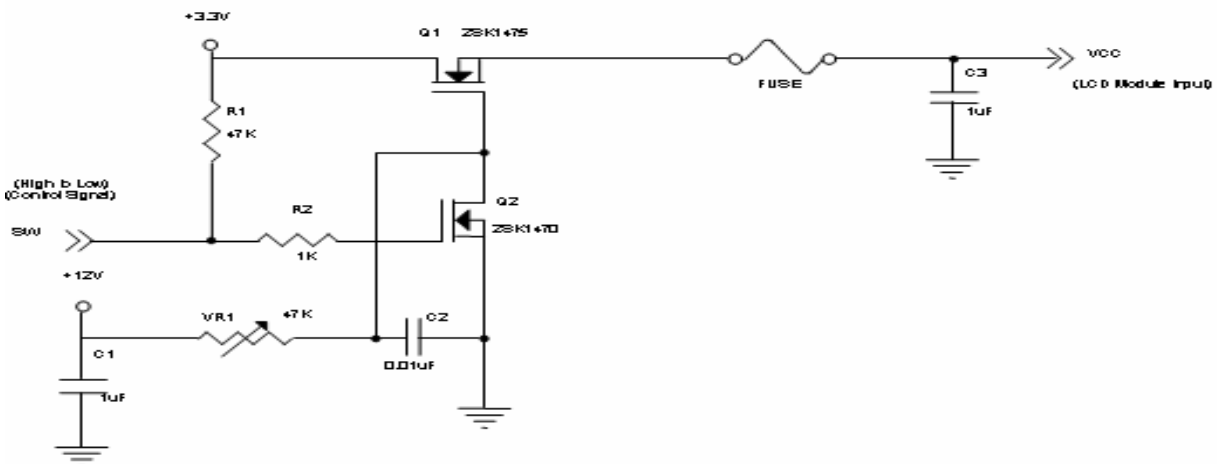 +3.3V
Q1 2SK1475
FUSE
C3
1uF
VCC
(LCD Module Input)
R1
47K
(High to Low)
(Control Signal)
SW
R2
1K
Q2
2SK1470
+12V
VR1
47K
C2
0.01uF
C1
1uF